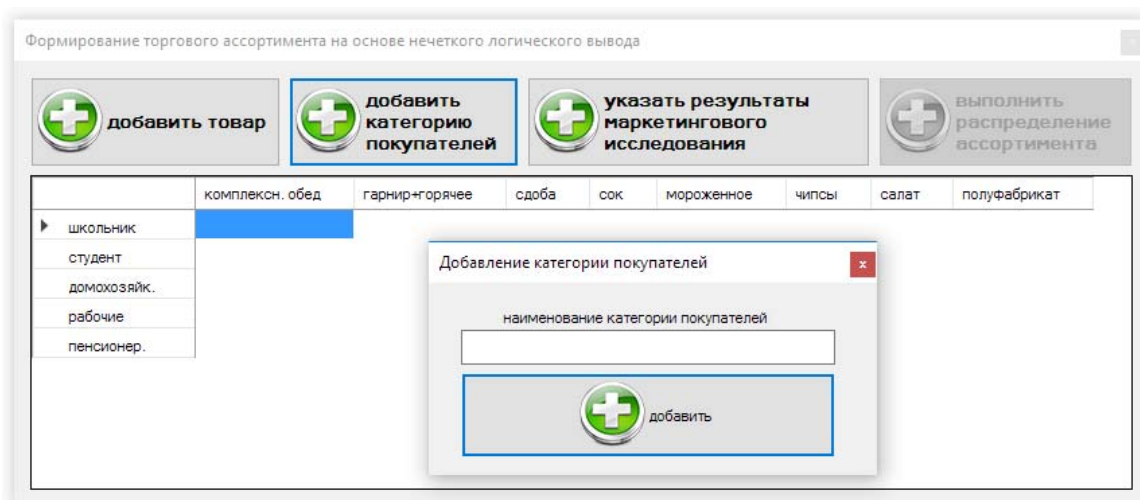 Формирование торгового ассортимента на основе нечеткого логического вывода
x
добавить товар
добавить
категорию
покупателей
указать результаты
маркетингового
исследования
выполнить
распределение
ассортимента
комплексн. обед гарнир+горячее сдоба сок мороженное чипсы салат полуфабрикат
школьник
студент
домохозяйк.
рабочие
пенсионер.
Добавление категории покупателей
x
наименование категории покупателей
добавить